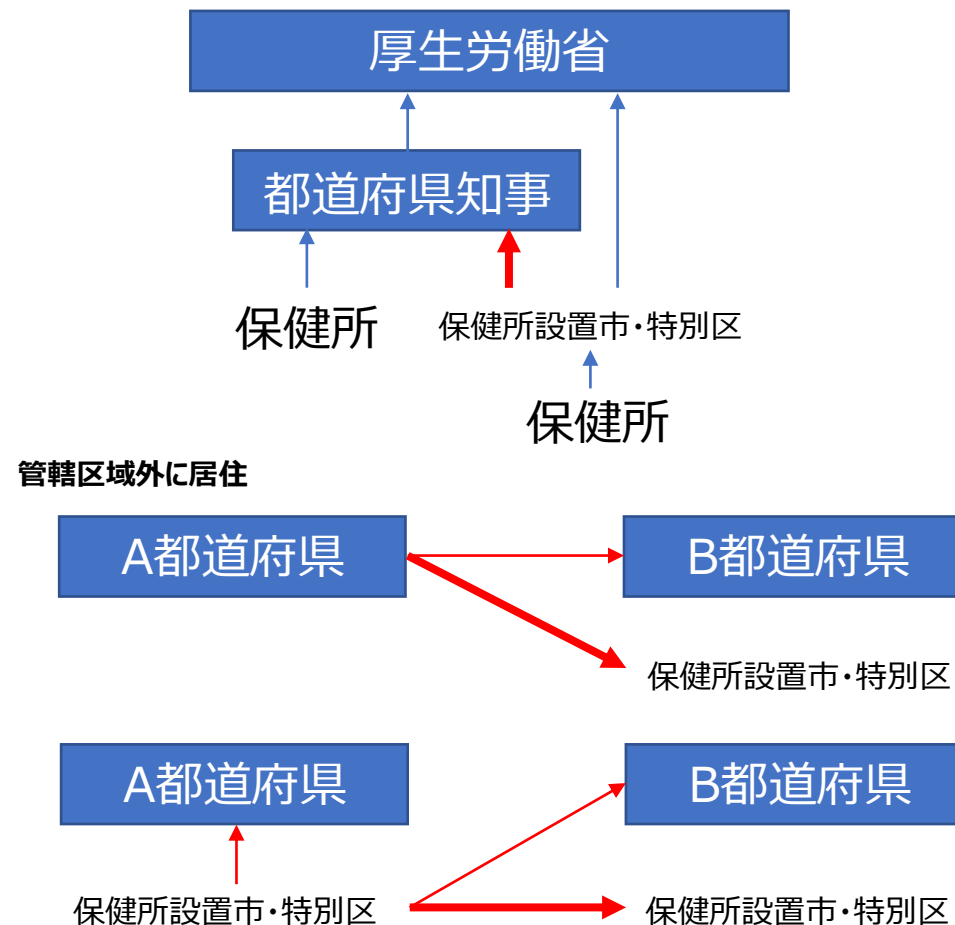 厚生労働省
都道府県知事
保健所
保健所設置市・特別区
保健所
管轄区域外に居住
A都道府県
B都道府県
保健所設置市・特別区
A都道府県
B都道府県
保健所設置市・特別区
保健所設置市・特別区